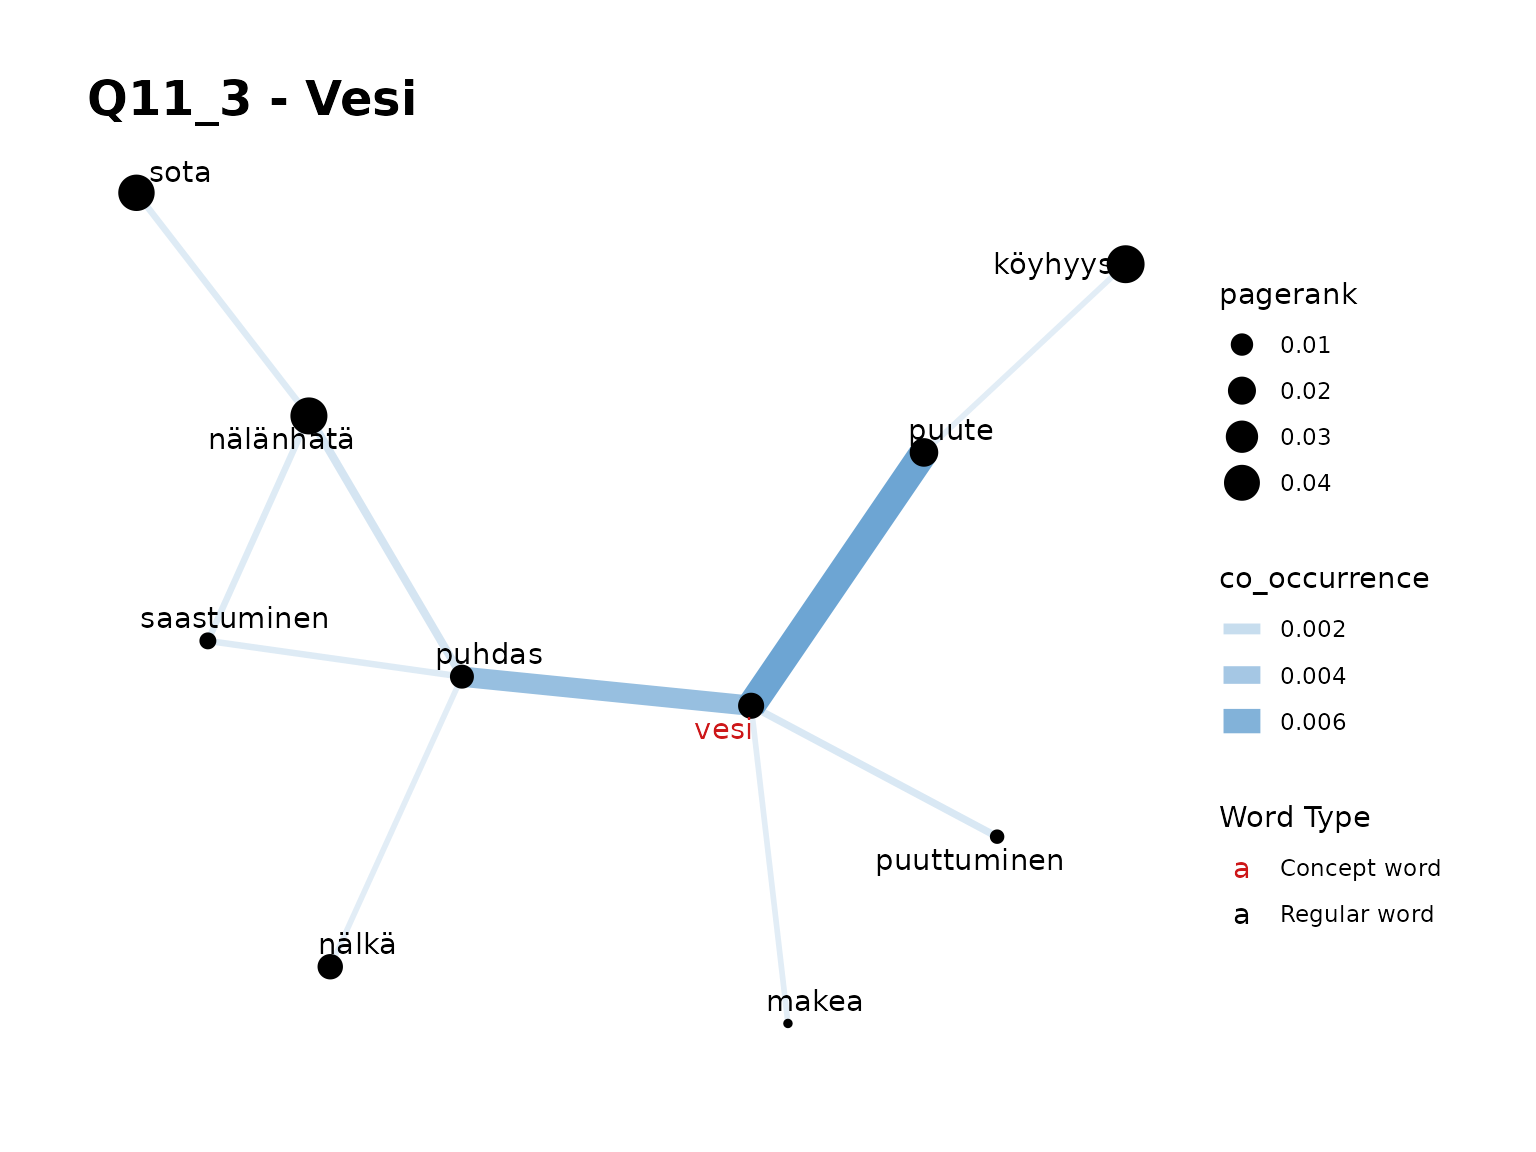 Q11_3 - Vesi
sota
köyhyys
nälänhätä
puute
saastuminen
puhdas
vesi
puuttuminen
nälkä
makea
pagerank
0.01
0.02
0.03
0.04
co_occurrence
0.002
0.004
0.006
Word Type
a Concept word
a Regular word